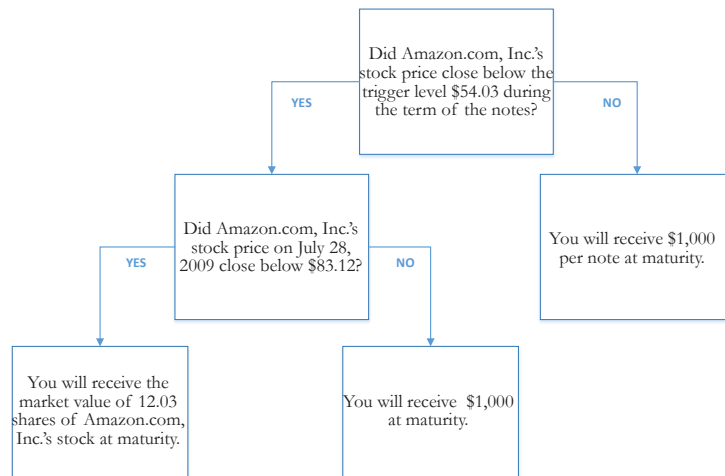 Did Amazon.com, Inc.'s
stock price close below the
trigger level $54.03 during
the term of the notes?
YES
NO
Did Amazon.com, Inc.'s
stock price on July 28,
2009 close below $83.12?
You will receive $1,000
per note at maturity.
YES
NO
You will receive the
market value of 12.03
shares of Amazon.com,
Inc.'s stock at maturity.
You will receive $1,000
at maturity.